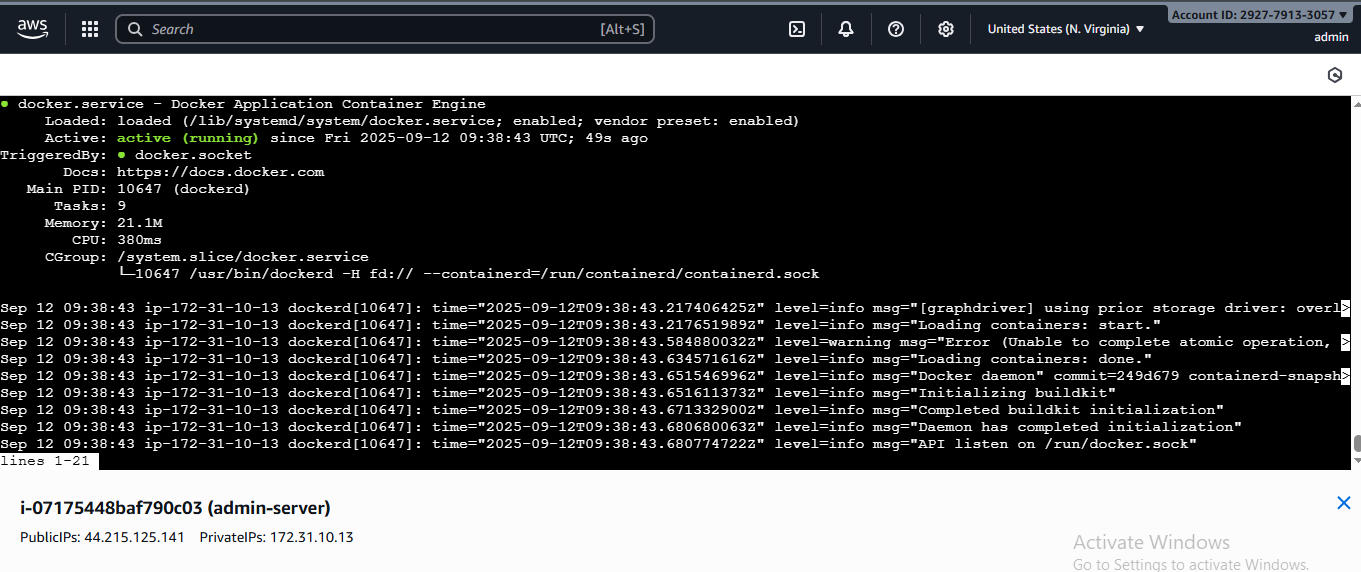 aws
Search [Alt+S]
United States (N. Virginia) ▼
Account ID: 2927-7913-3057 ▼
admin
● docker.service - Docker Application Container Engine
Loaded: loaded (/lib/systemd/system/docker.service; enabled; vendor preset: enabled)
Active: active (running) since Fri 2025-09-12 09:38:43 UTC; 49s ago
TriggeredBy: ● docker.socket
Docs: https://docs.docker.com
Main PID: 10647 (dockerd)
Tasks: 9
Memory: 21.1M
CPU: 380ms
CGroup: /system.slice/docker.service
└─10647 /usr/bin/dockerd -H fd:// --containerd=/run/containerd/containerd.sock
Sep 12 09:38:43 ip-172-31-10-13 dockerd[10647]: time="2025-09-12T09:38:43.217406425Z" level=info msg="[graphdriver] using prior storage driver: overl>
Sep 12 09:38:43 ip-172-31-10-13 dockerd[10647]: time="2025-09-12T09:38:43.217651989Z" level=info msg="Loading containers: start."
Sep 12 09:38:43 ip-172-31-10-13 dockerd[10647]: time="2025-09-12T09:38:43.584880032Z" level=warning msg="Error (Unable to complete atomic operation, >
Sep 12 09:38:43 ip-172-31-10-13 dockerd[10647]: time="2025-09-12T09:38:43.634571616Z" level=info msg="Loading containers: done."
Sep 12 09:38:43 ip-172-31-10-13 dockerd[10647]: time="2025-09-12T09:38:43.651546996Z" level=info msg="Docker daemon" commit=249d679 containerd-snapsh>
Sep 12 09:38:43 ip-172-31-10-13 dockerd[10647]: time="2025-09-12T09:38:43.651611373Z" level=info msg="Initializing buildkit"
Sep 12 09:38:43 ip-172-31-10-13 dockerd[10647]: time="2025-09-12T09:38:43.671332900Z" level=info msg="Completed buildkit initialization"
Sep 12 09:38:43 ip-172-31-10-13 dockerd[10647]: time="2025-09-12T09:38:43.680680063Z" level=info msg="Daemon has completed initialization"
Sep 12 09:38:43 ip-172-31-10-13 dockerd[10647]: time="2025-09-12T09:38:43.680774722Z" level=info msg="API listen on /run/docker.sock"
lines 1-21
i-07175448baf790c03 (admin-server)
PublicIPs: 44.215.125.141 PrivateIPs: 172.31.10.13
Activate Windows
Go to Settings to activate Windows.